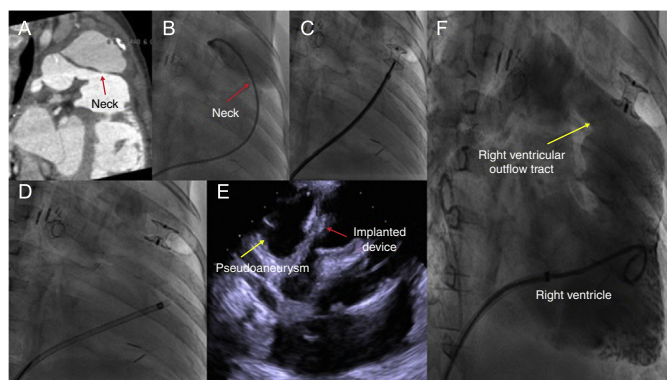 A
Neck
B
Neck
C
D
E
Pseudoaneurysm
Implanted
device
F
Right ventricular
outflow tract
Right ventricle